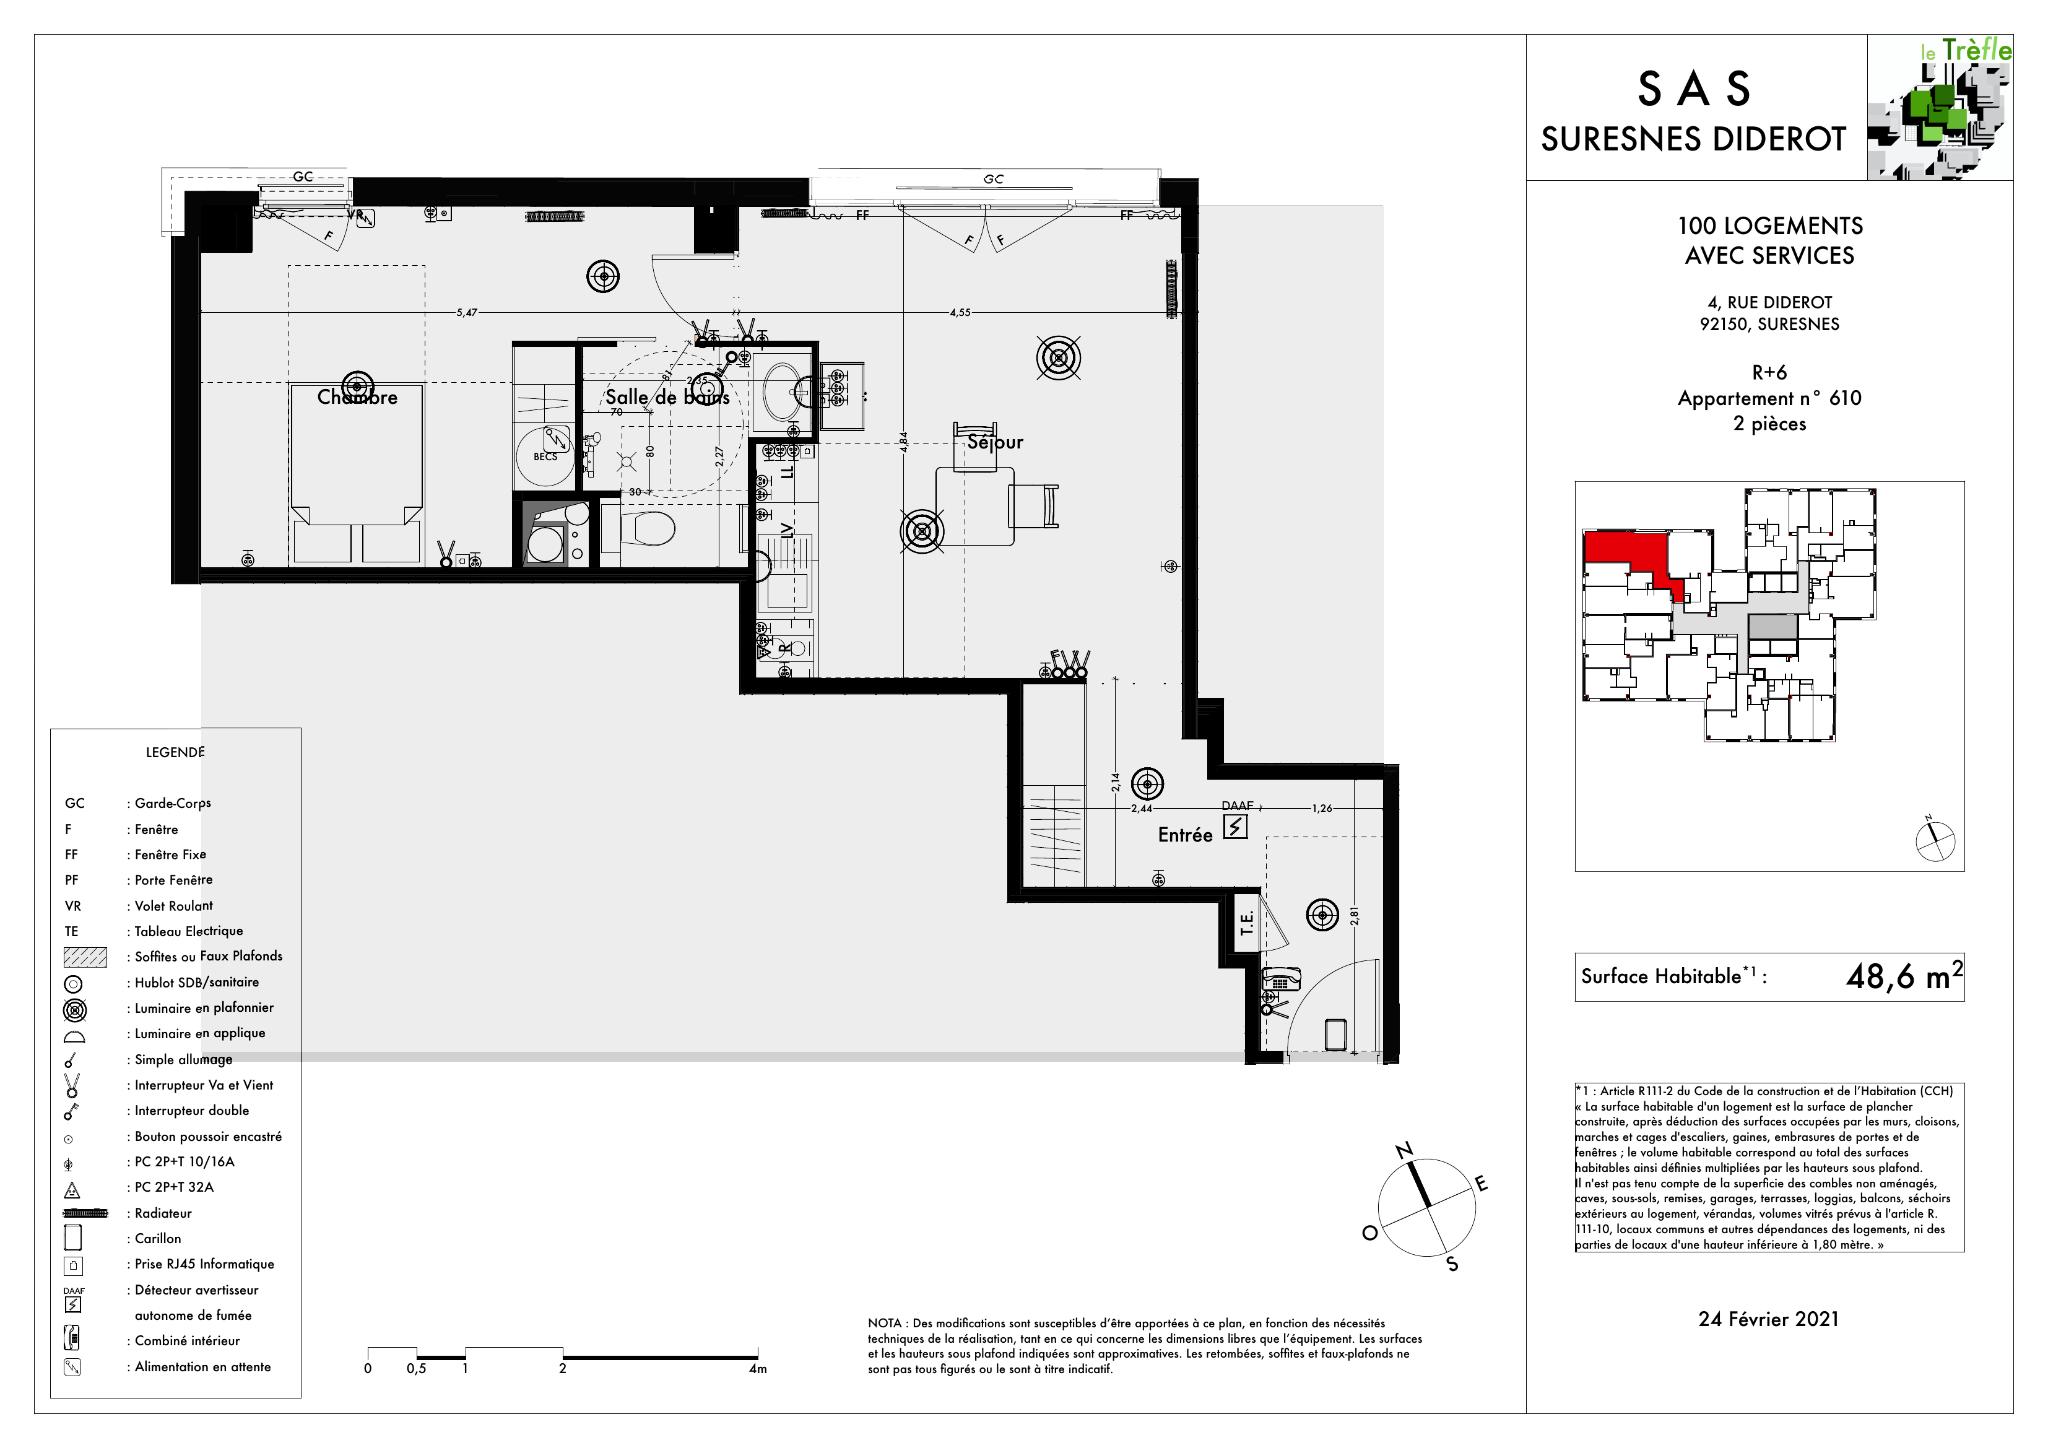 le Trèfle
S A S
SURESNES DIDEROT
100 LOGEMENTS
AVEC SERVICES
4, RUE DIDEROT
92150, SURESNES
R+6
Appartement n° 610
2 pièces
N
Surface Habitable*1 :
48,6 m2
*1 : Article R111-2 du Code de la construction et de l'Habitation (CCH)
« La surface habitable d'un logement est la surface de plancher
construite, après déduction des surfaces occupées par les murs, cloisons,
marches et cages d'escaliers, gaines, embrasures de portes et de
fenêtres ; le volume habitable correspond au total des surfaces
habitables ainsi définies multipliées par les hauteurs sous plafond.
Il n'est pas tenu compte de la superficie des combles non aménagés,
caves, sous-sols, remises, garages, terrasses, loggias, balcons, séchoirs
extérieurs au logement, vérandas, volumes vitrés prévus à l'article R.
111-10, locaux communs et autres dépendances des logements, ni des
parties de locaux d'une hauteur inférieure à 1,80 mètre. »
24 Février 2021
GC
GC
VR
FF
FF
F
F
F
5,47
4,55
81
2,35
Chambre
Salle de bains
70
Séjour
4,84
BECS
80
2,27
LL
30
LV
R
2,14
2,44
DAAF
1,26
Entrée
T.E.
2,81
LEGENDE
GC : Garde-Corps
F : Fenêtre
FF : Fenêtre Fixe
PF : Porte Fenêtre
VR : Volet Roulant
TE : Tableau Electrique
: Soffites ou Faux Plafonds
: Hublot SDB/sanitaire
: Luminaire en plafonnier
: Luminaire en applique
: Simple allumage
: Interrupteur Va et Vient
: Interrupteur double
: Bouton poussoir encastré
: PC 2P+T 10/16A
: PC 2P+T 32A
: Radiateur
: Carillon
: Prise RJ45 Informatique
DAAF : Détecteur avertisseur
autonome de fumée
: Combiné intérieur
: Alimentation en attente
0 0,5 1 2 4m
NOTA : Des modifications sont susceptibles d'être apportées à ce plan, en fonction des nécessités
techniques de la réalisation, tant en ce qui concerne les dimensions libres que l'équipement. Les surfaces
et les hauteurs sous plafond indiquées sont approximatives. Les retombées, soffites et faux-plafonds ne
sont pas tous figurés ou le sont à titre indicatif.
N
E
O
S